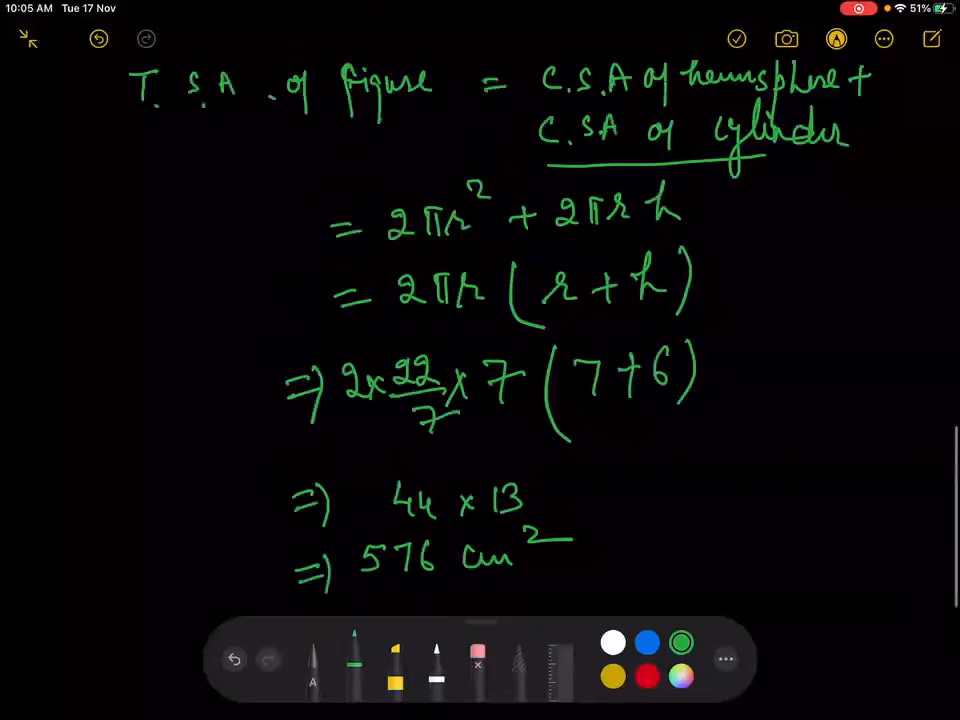 10:05 AM Tue 17 Nov 51%
T. S.A. of figure = C.S.A of hemisphere +
C.SA of cylinder
= 2πr² + 2πrh
= 2πr (r + h)
⇒ 2 × 22/7 × 7 (7 + 6)
⇒ 44 × 13
⇒ 576 cm²
A